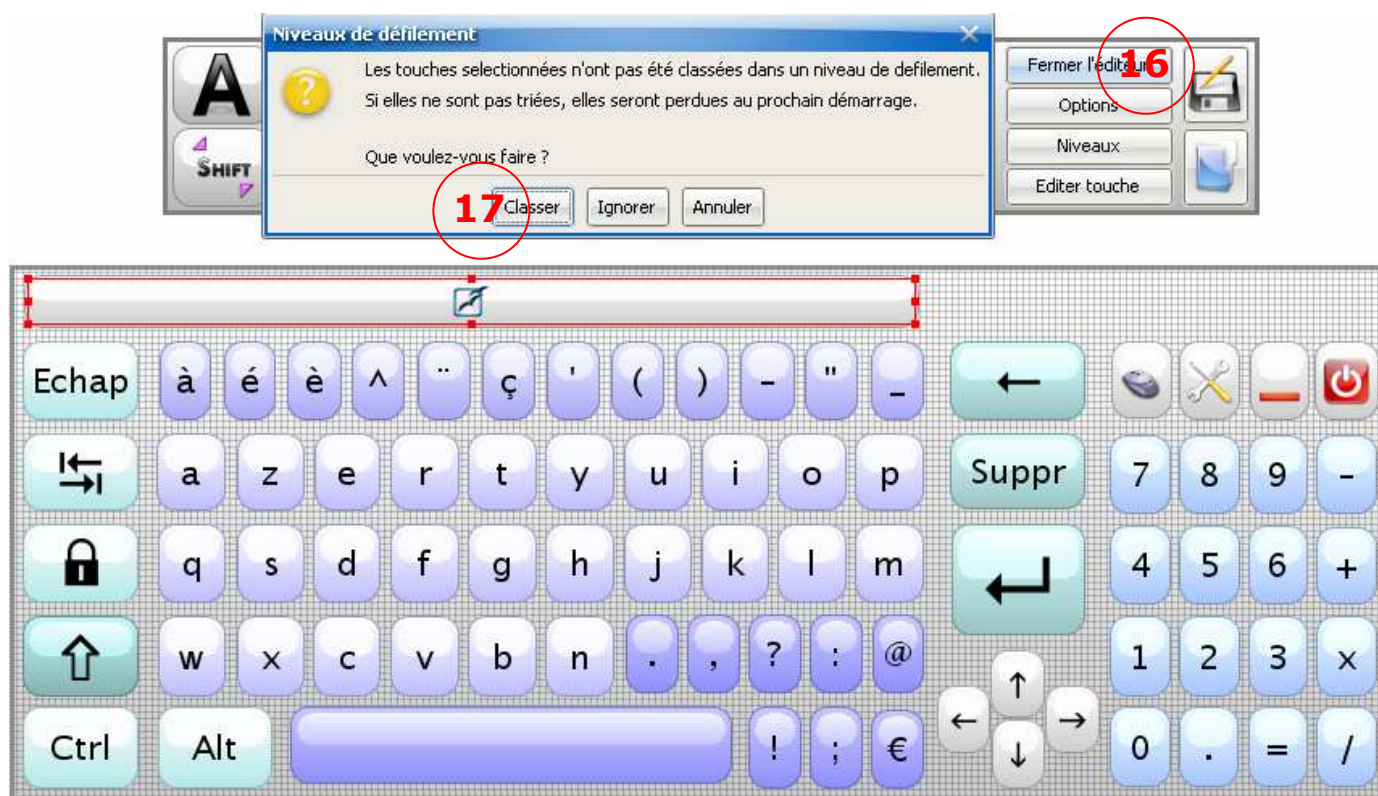 Niveaux de défilement
A
SHIFT
Les touches selectionnées n'ont pas été classées dans un niveau de defilement.
Si elles ne sont pas triées, elles seront perdues au prochain démarrage.
Que voulez-vous faire ?
17
Classer Ignorer Annuler
Fermer l'éditeur
16
Options
Niveaux
Editer touche
Echap à é è ^ ¨ ç ' ( ) - " _ ←
a z e r t y u i o p Suppr 7 8 9 -
q s d f g h j k l m 4 5 6 +
w x c v b n . , ? : @ ↑ 1 2 3 x
Ctrl Alt ! ; € ← ↓ → 0 . = /